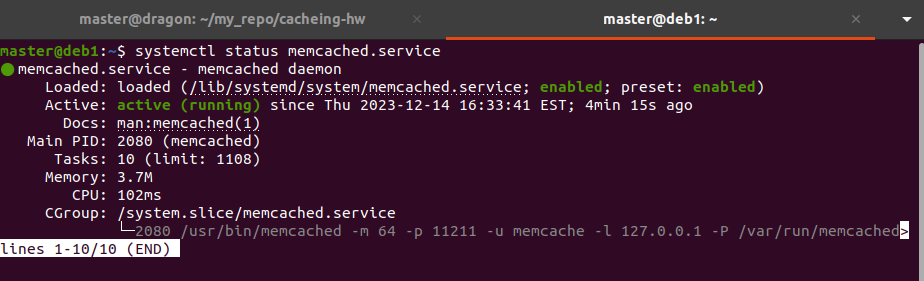 master@dragon: ~/my_repo/cacheing-hw × master@deb1: ~ ×
master@deb1:~$ systemctl status memcached.service
● memcached.service - memcached daemon
Loaded: loaded (/lib/systemd/system/memcached.service; enabled; preset: enabled)
Active: active (running) since Thu 2023-12-14 16:33:41 EST; 4min 15s ago
Docs: man:memcached(1)
Main PID: 2080 (memcached)
Tasks: 10 (limit: 1108)
Memory: 3.7M
CPU: 102ms
CGroup: /system.slice/memcached.service
└─2080 /usr/bin/memcached -m 64 -p 11211 -u memcache -l 127.0.0.1 -P /var/run/memcached>
lines 1-10/10 (END)